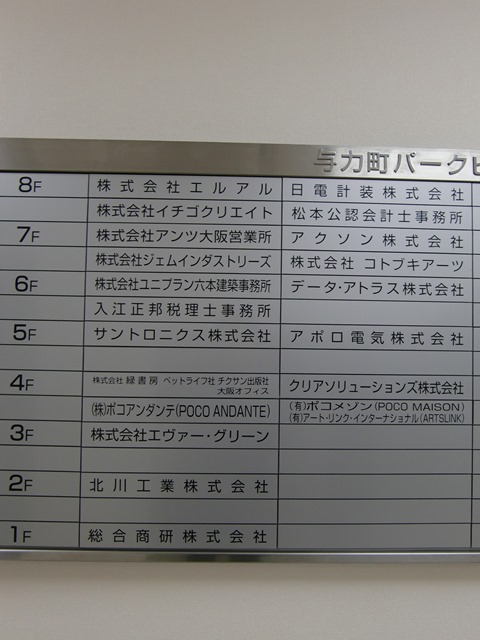 与力町パークビ
8F 株式会社エルアル 日電計装株式会社
株式会社イチゴクリエイト 松本公認会計士事務所
7F 株式会社アンツ大阪営業所 アクソン株式会社
株式会社ジェムインダストリーズ 株式会社 コトブキアーツ
6F 株式会社ユニプラン六本建築事務所 データ・アトラス株式会社
入江正邦税理士事務所
5F サントロニクス株式会社 アポロ電気株式会社
4F 株式会社 緑書房 ペットライフ社 チクサン出版社 クリアソリューションズ株式会社
大阪オフィス
(株)ポコアンダンテ(POCO ANDANTE) (有)ポコメゾン(POCO MAISON)
(有)アート・リンク・インターナショナル(ARTSLINK)
3F 株式会社エヴァー・グリーン
2F 北川工業株式会社
1F 総合商研株式会社